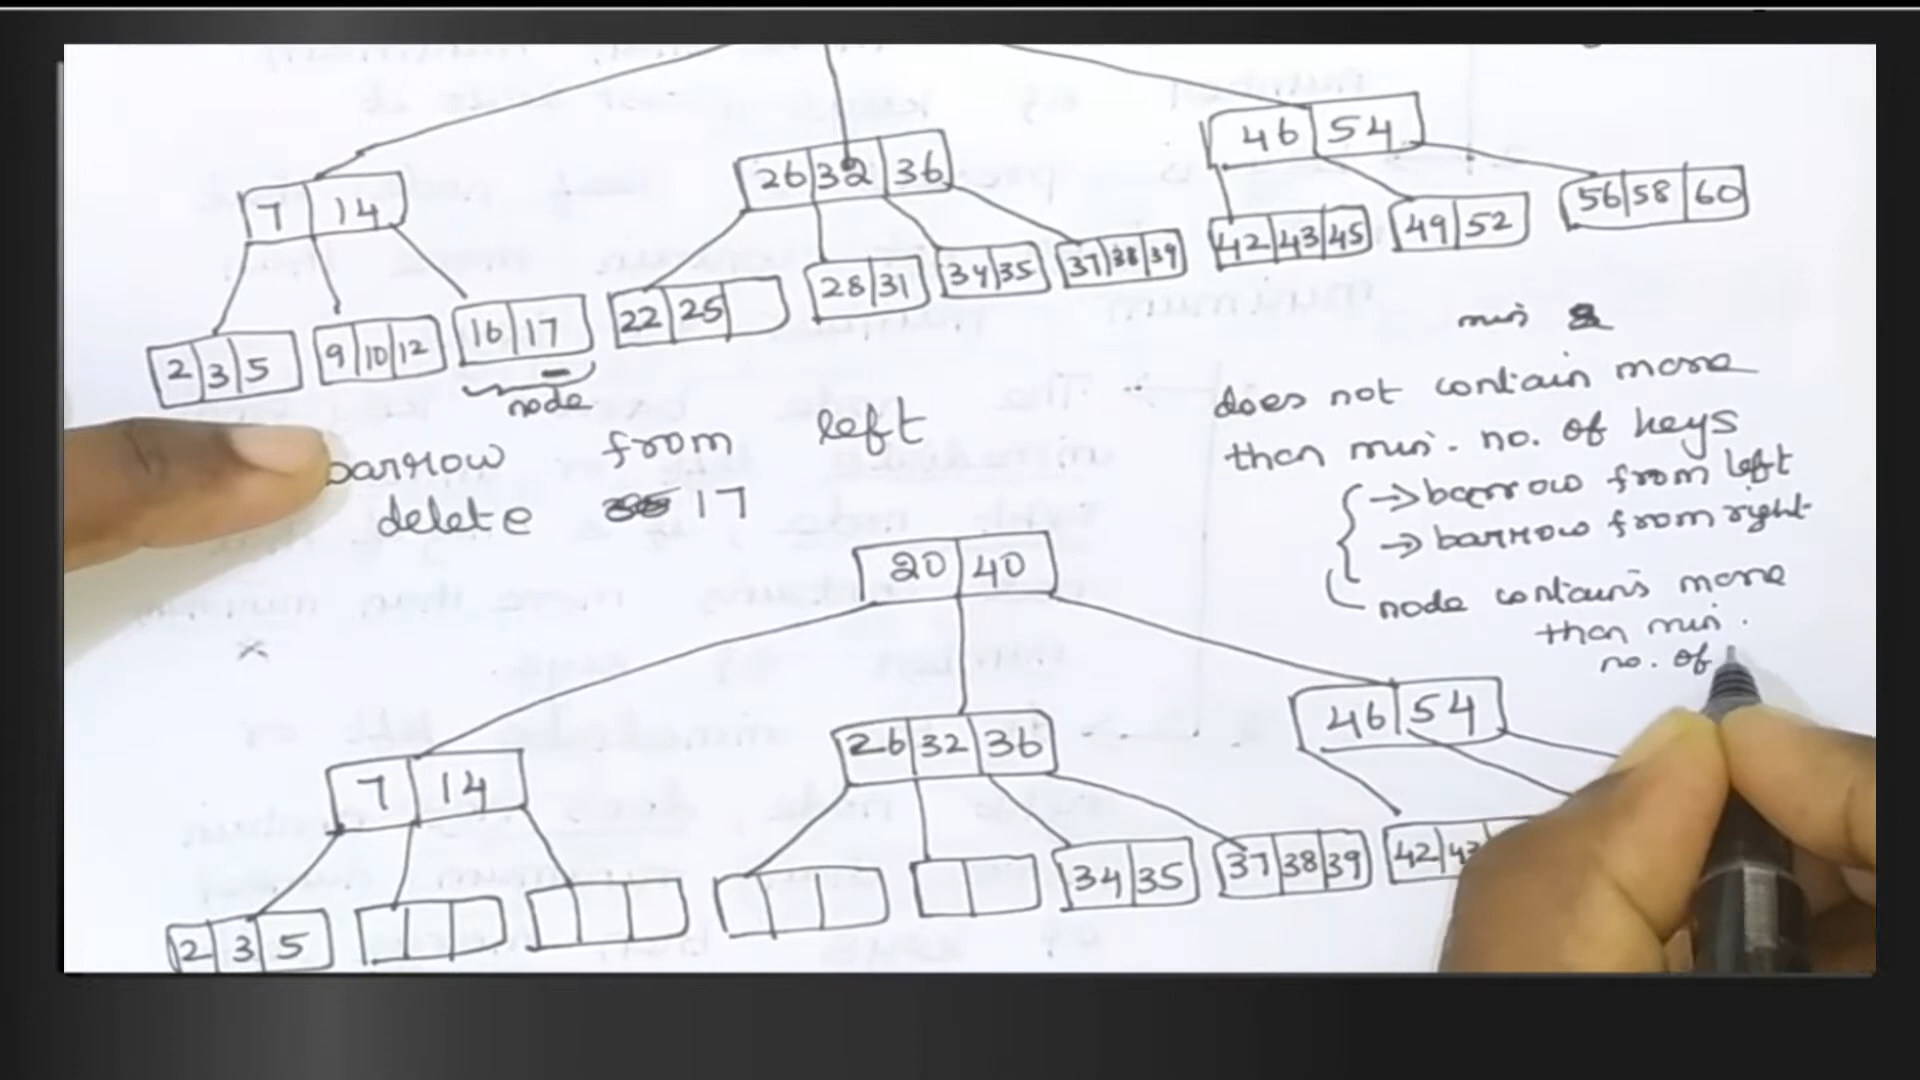 46 54
26 32 36
7 14
56 58 60
42 43 45
49 52
37 38 39
34 35
28 31
22 25
16 17
9 10 12
2 3 5
node
barrow from left
delete 17
min
does not contain more
than min. no. of keys
→ barrow from left
→ barrow from right
node contains more
than min.
no. of
20 40
46 54
26 32 36
7 14
42 43
37 38 39
34 35
2 3 5